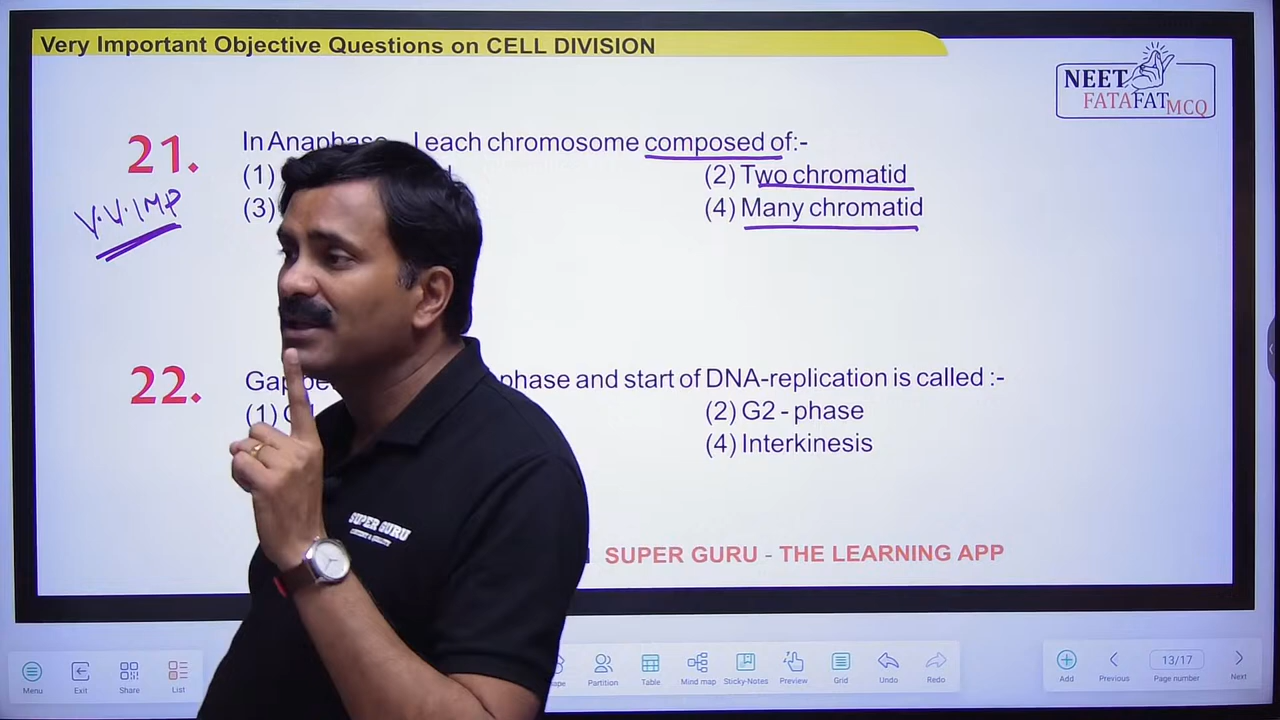 Very Important Objective Questions on CELL DIVISION
NEET
FATAFAT MCQ
21. In Anaphase - I each chromosome composed of:-
(1) (2) Two chromatid
(3) (4) Many chromatid
V.V.IMP
22. Gap phase and start of DNA-replication is called :-
(1) (2) G2 - phase
(4) Interkinesis
SUPER GURU
SUPER GURU - THE LEARNING APP
Menu Exit Share List Partition Table Mind map Sticky-Notes Preview Grid Undo Redo Add Previous 13/17 Page number Next